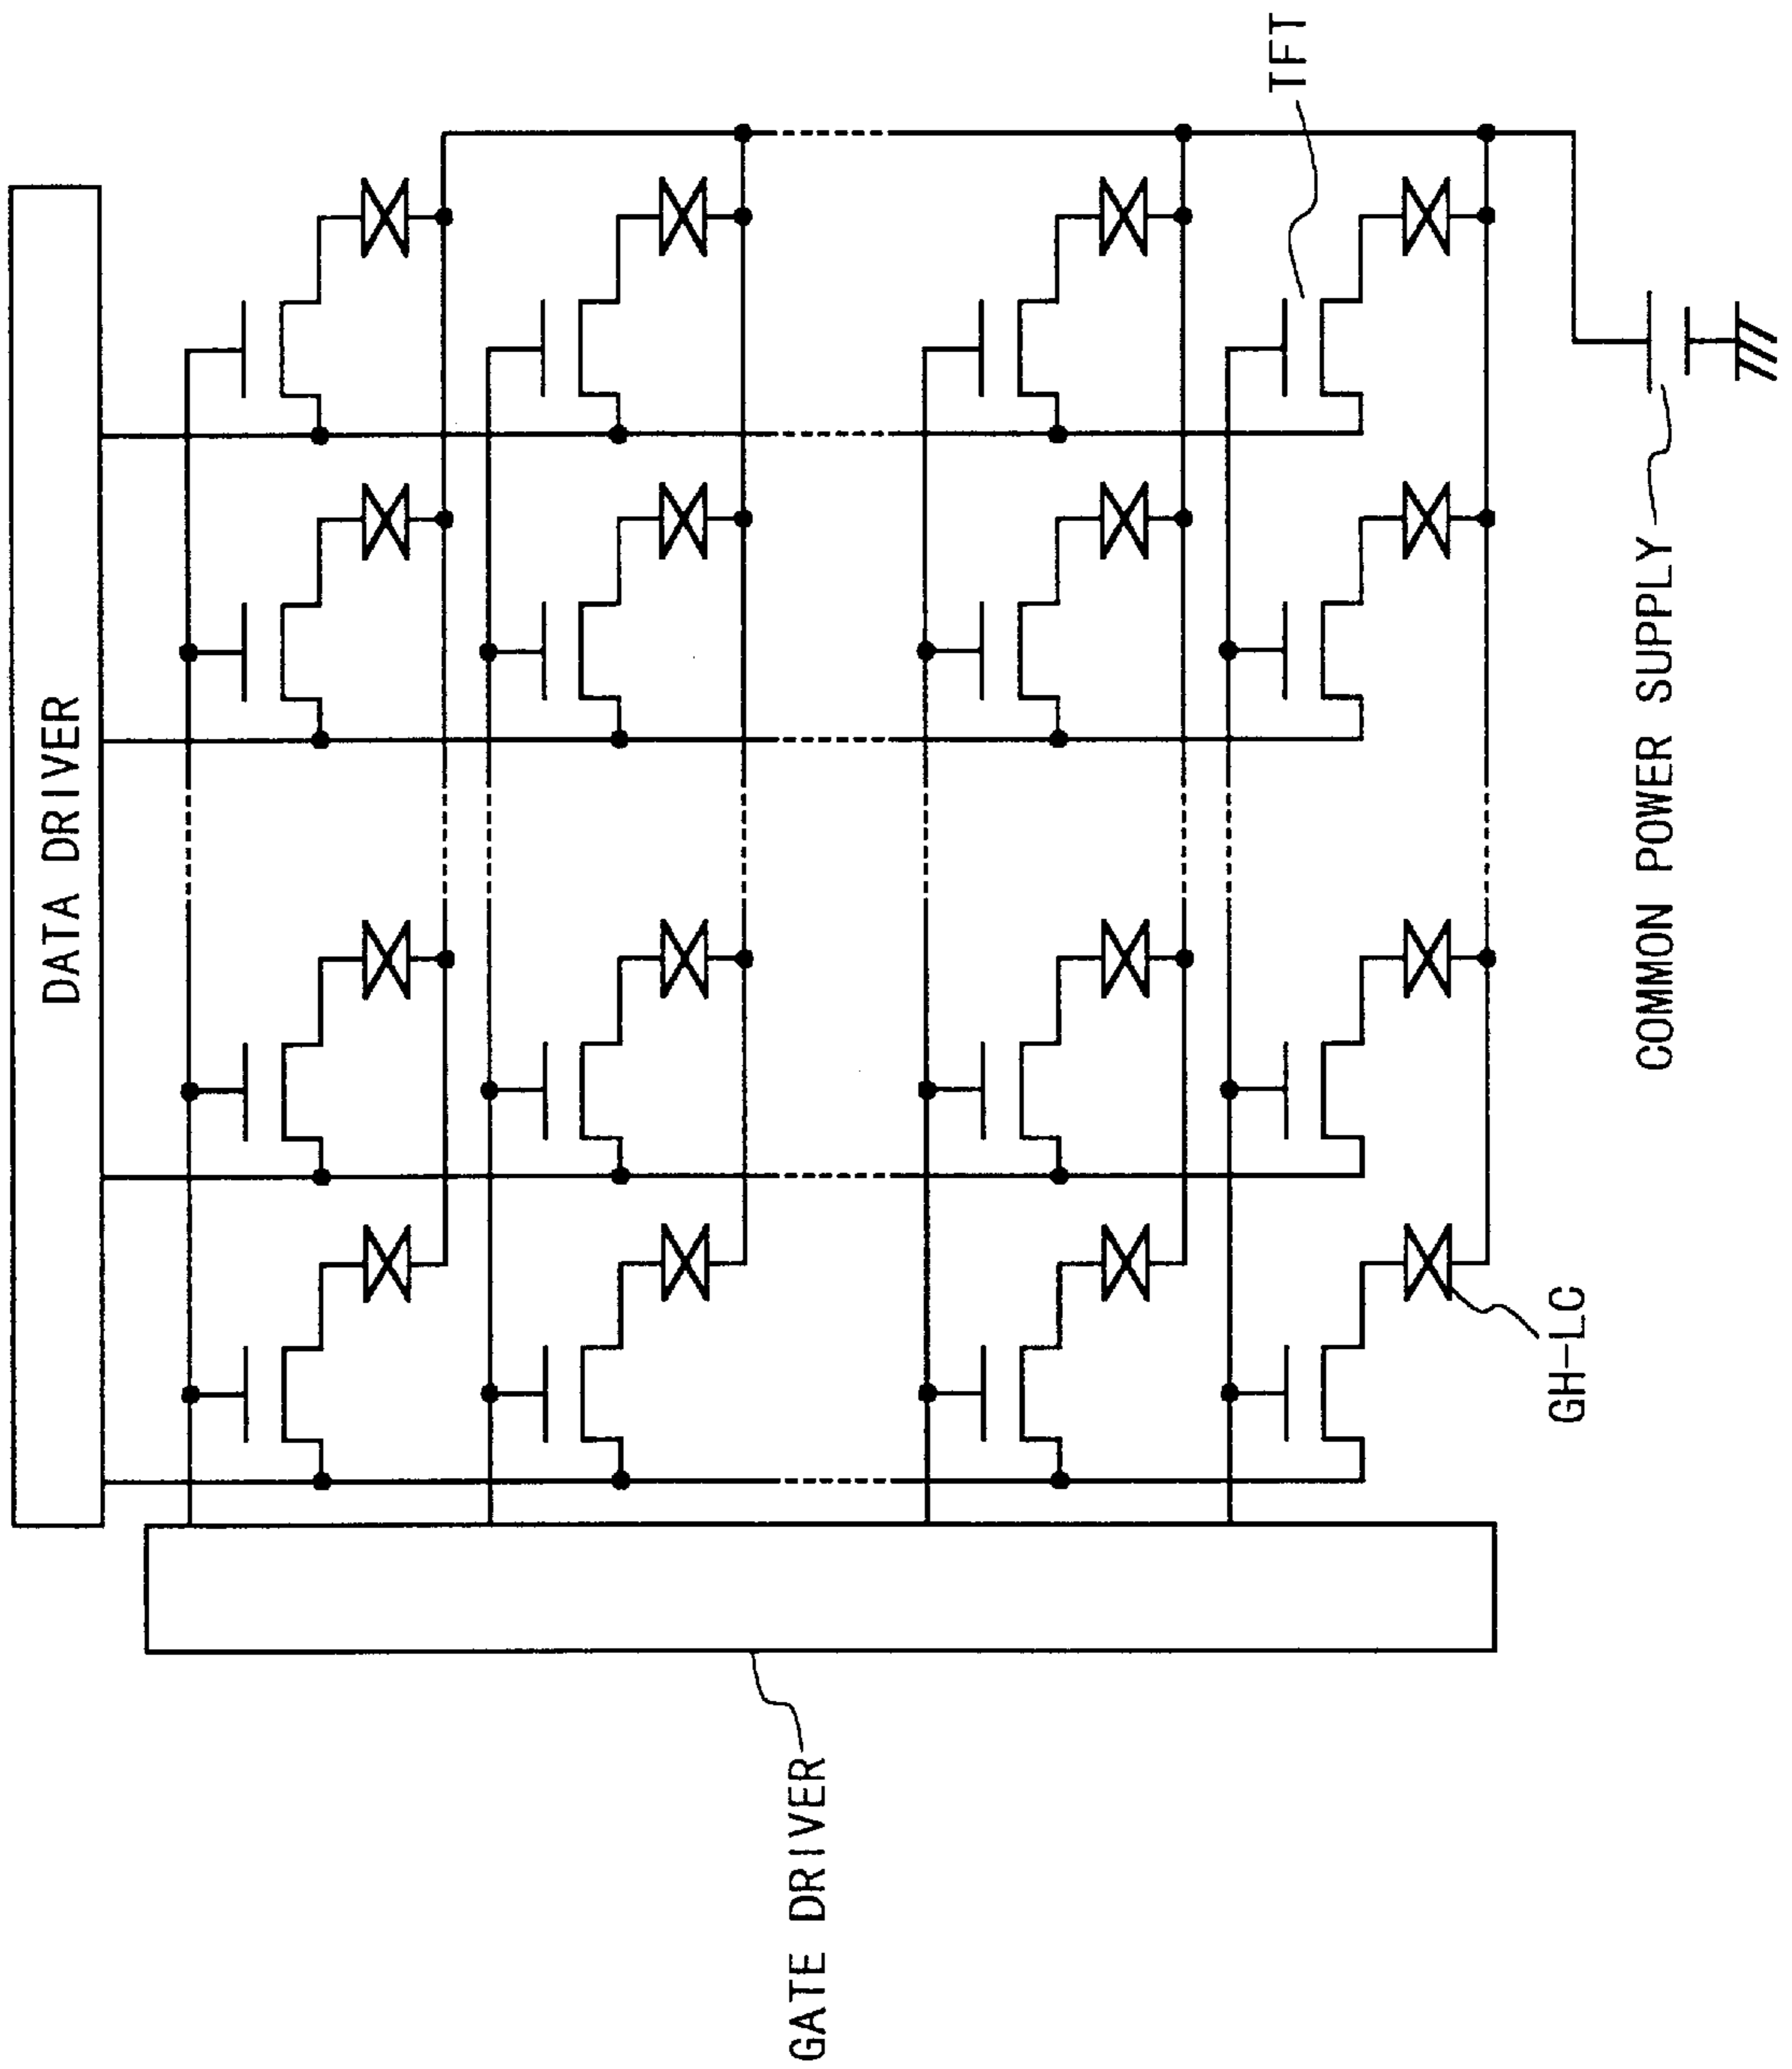 DATA DRIVER
TFT
COMMON POWER SUPPLY
GH-LC
GATE DRIVER